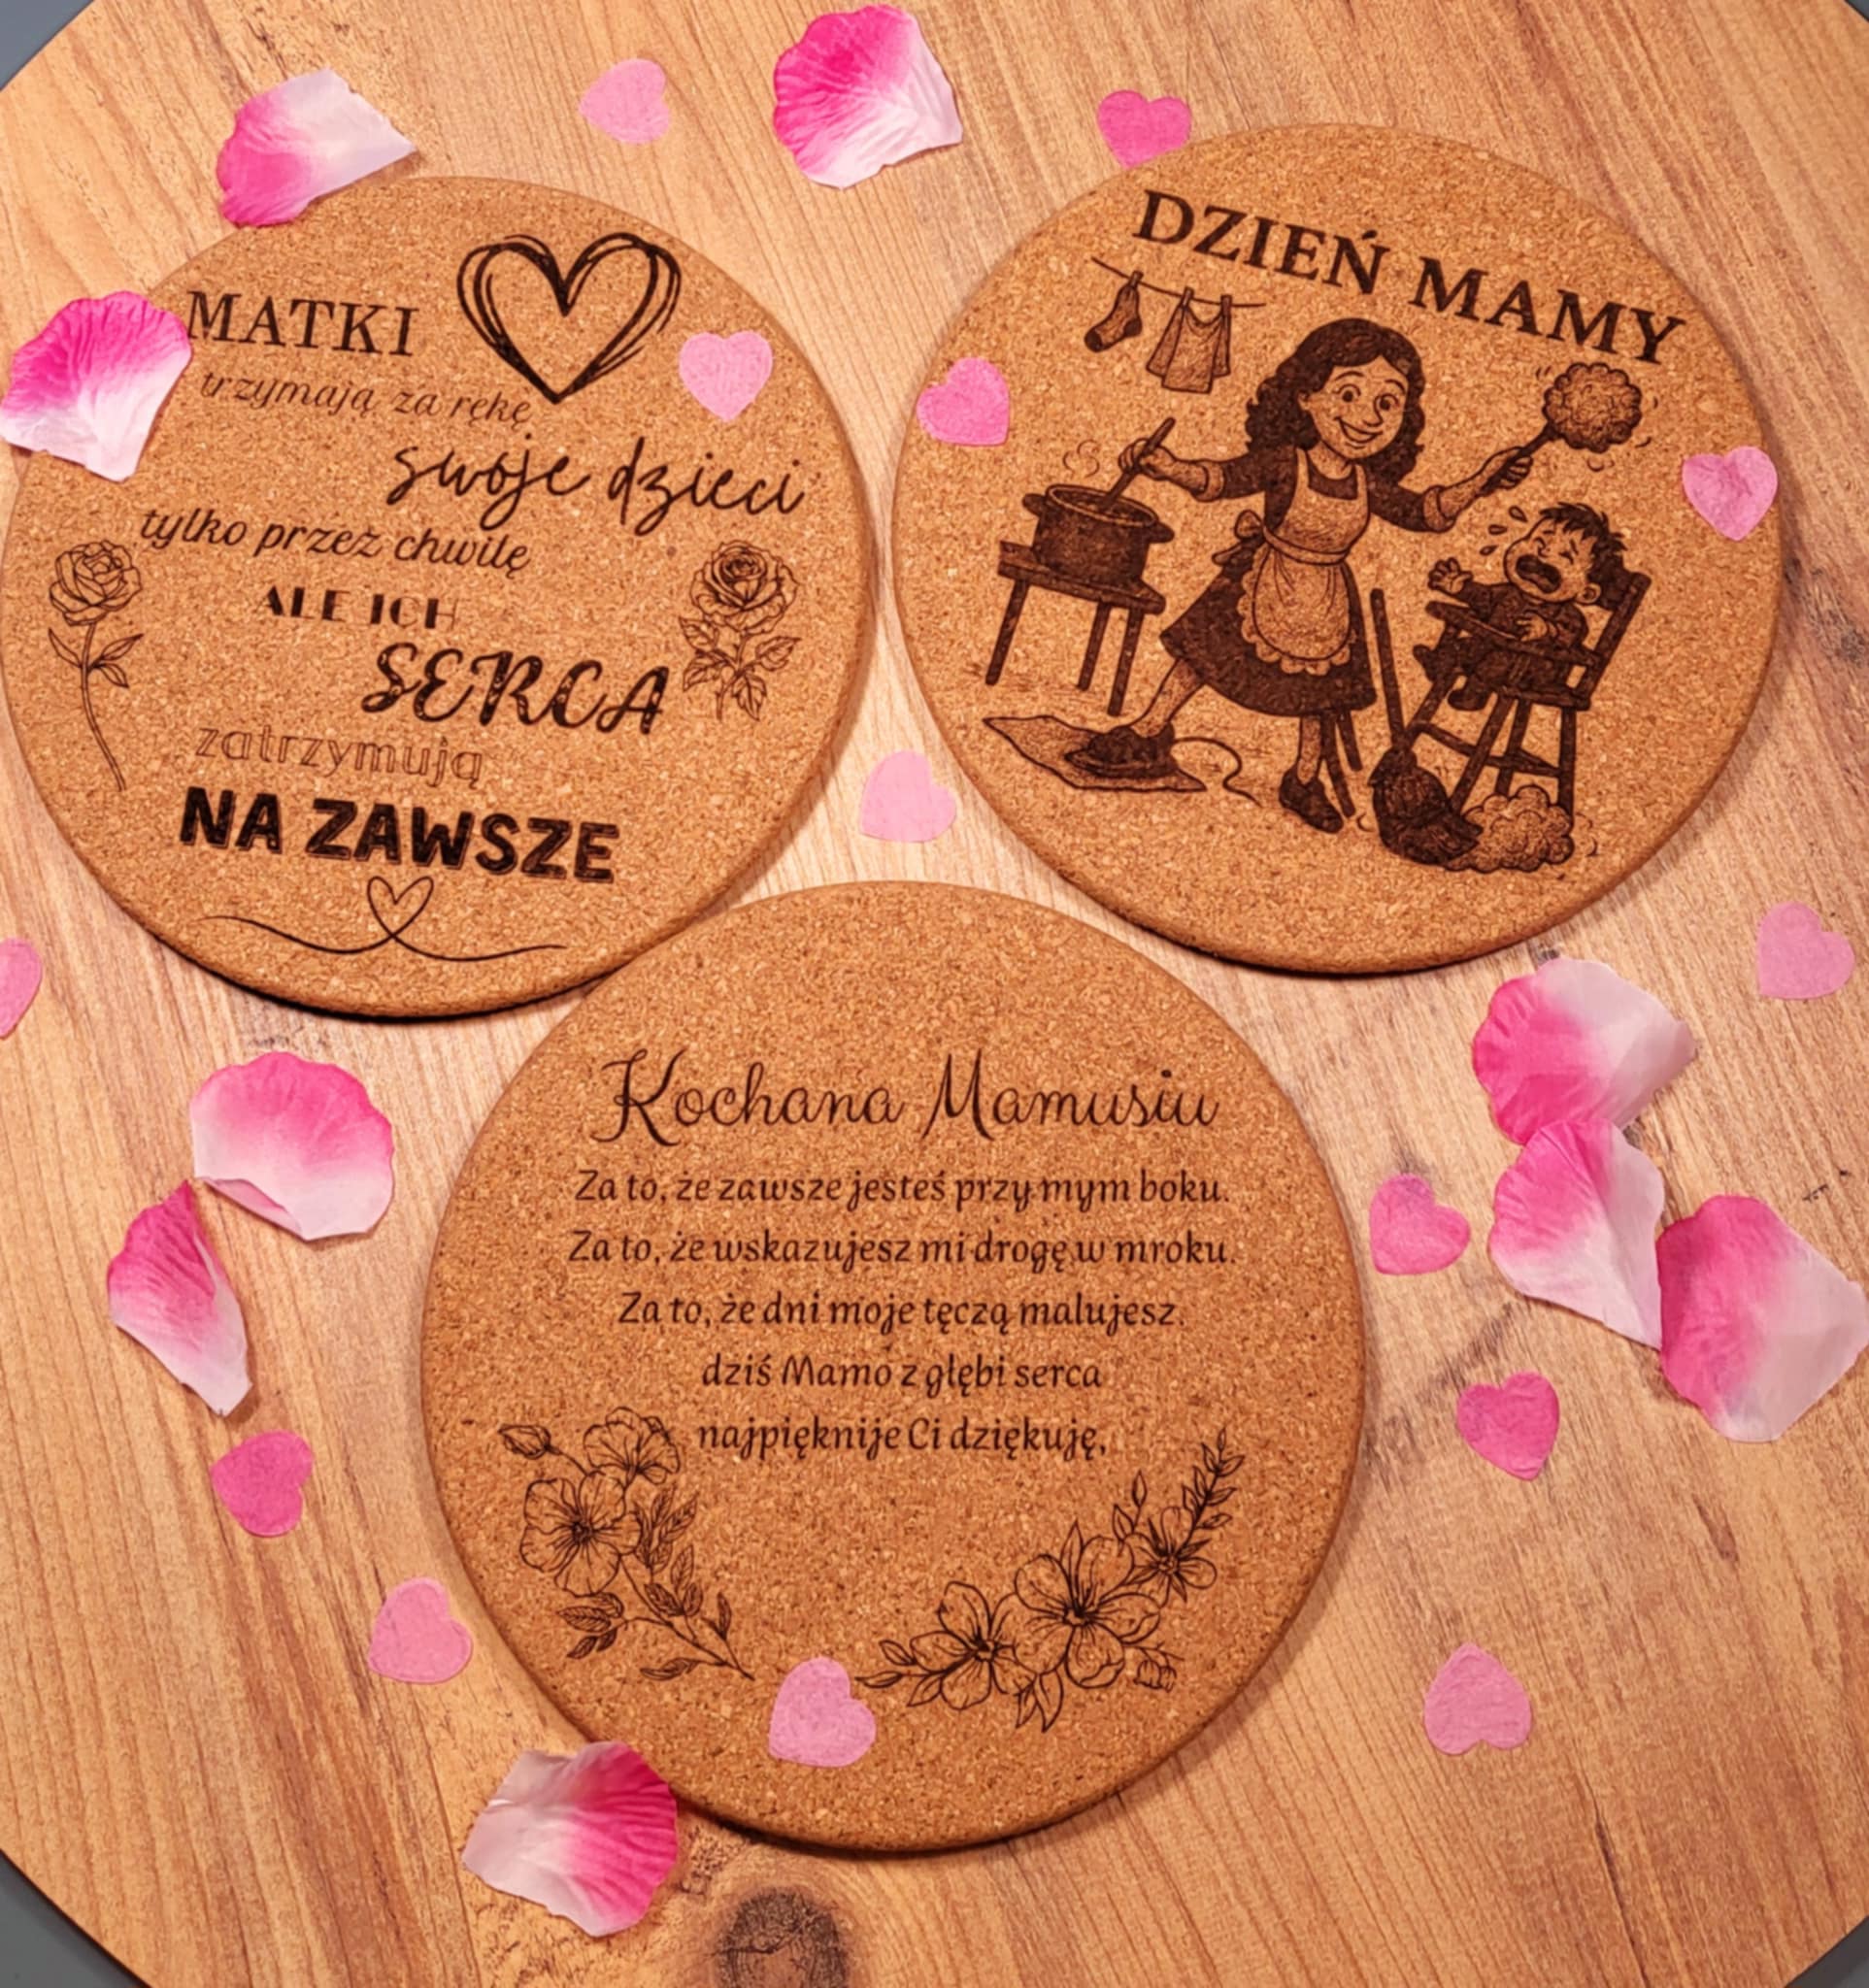 MATKI
trzymają za rękę
swoje dzieci
tylko przez chwilę
ALE ICH
SERCA
zatrzymują
NA ZAWSZE
DZIEŃ MAMY
Kochana Mamusiu
Za to, że zawsze jesteś przy mym boku.
Za to, że wskazujesz mi drogę w mroku.
Za to, że dni moje tęczą malujesz.
dziś Mamo z głębi serca
najpięknije Ci dziękuję,